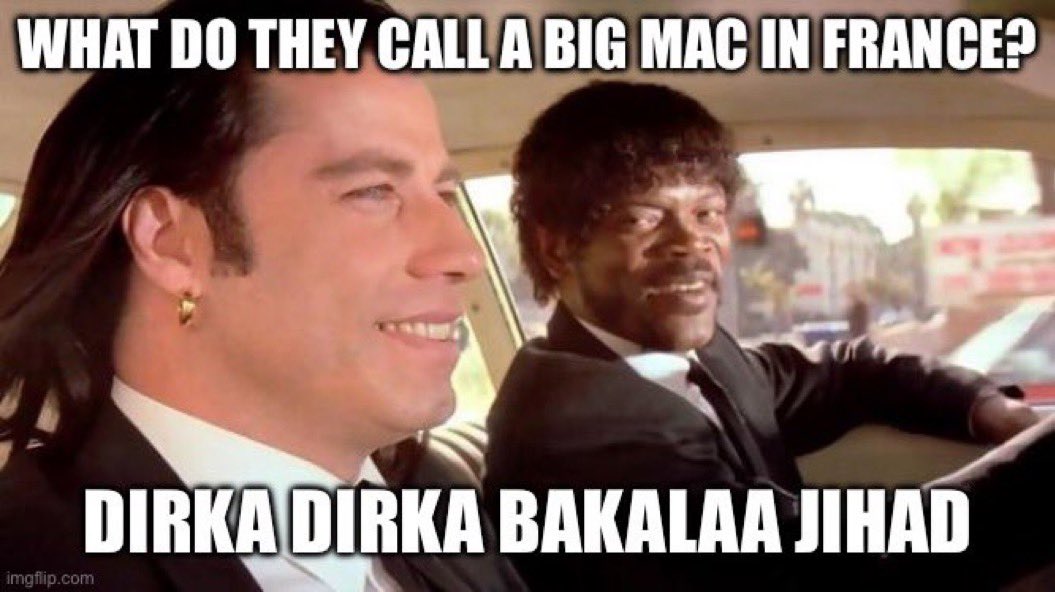 WHAT DO THEY CALL A BIG MAC IN FRANCE?
DIRKA DIRKA BAKALAA JIHAD
imgflip.com